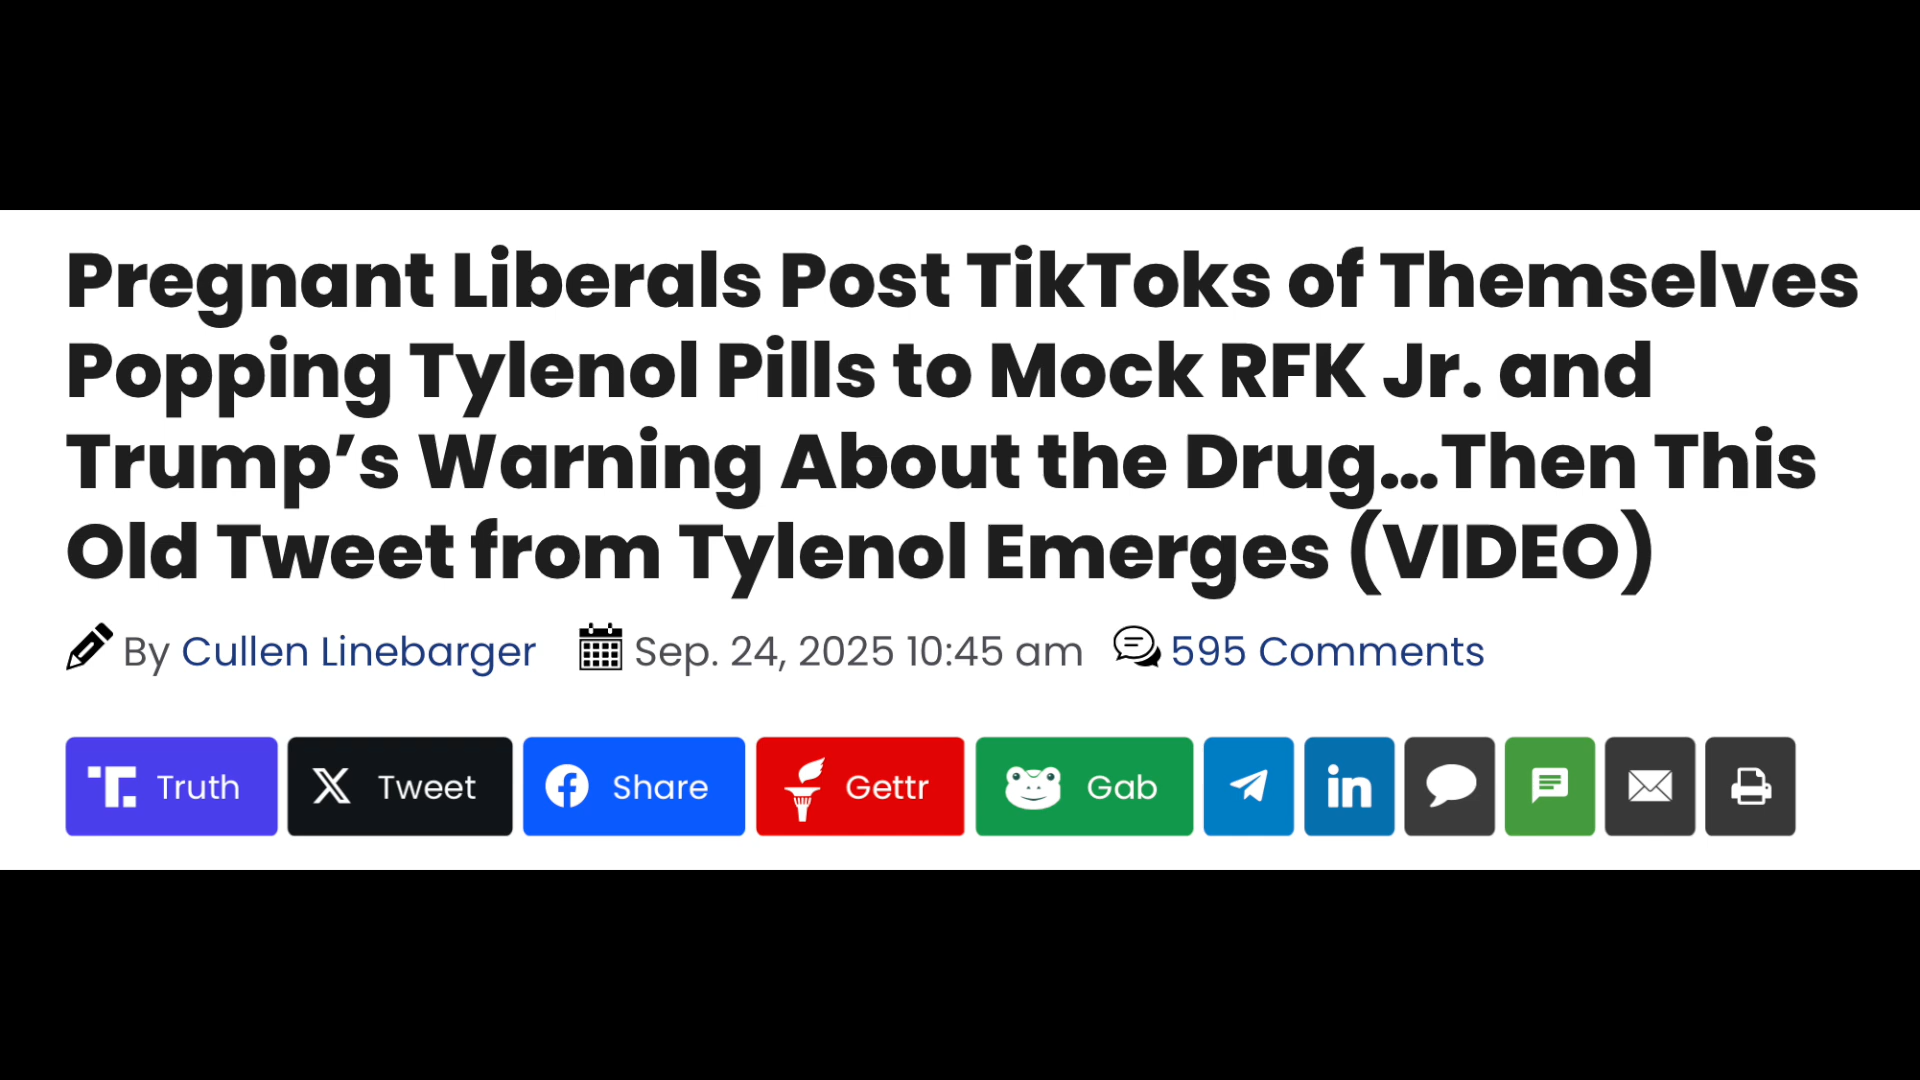 Pregnant Liberals Post TikToks of Themselves
Popping Tylenol Pills to Mock RFK Jr. and
Trump’s Warning About the Drug…Then This
Old Tweet from Tylenol Emerges (VIDEO)
By Cullen Linebarger Sep. 24, 2025 10:45 am 595 Comments
Truth Tweet Share Gettr Gab in